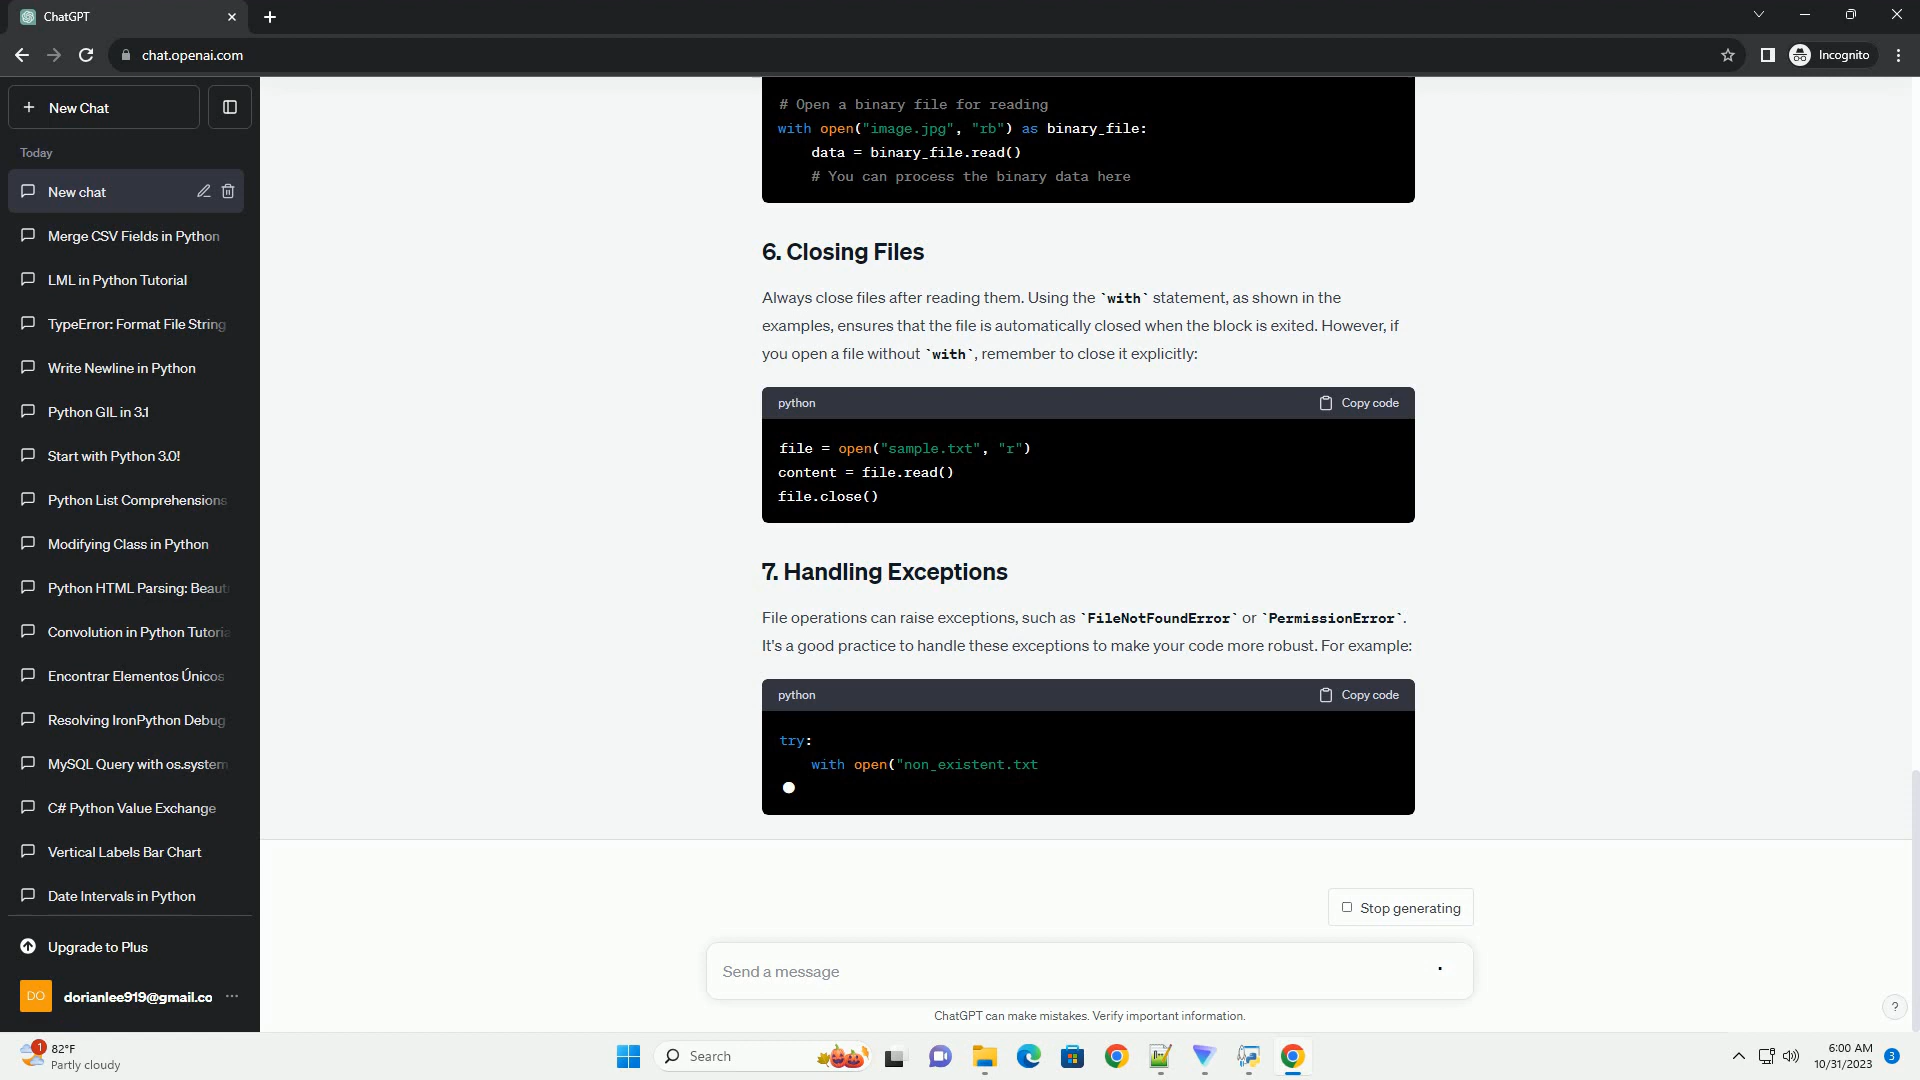 ChatGPT
chat.openai.com
Incognito
New Chat
Today
New chat
Merge CSV Fields in Python
LML in Python Tutorial
TypeError: Format File String
Write Newline in Python
Python GIL in 3.1
Start with Python 3.0!
Python List Comprehensions
Modifying Class in Python
Python HTML Parsing: Beaut
Convolution in Python Tutoria
Encontrar Elementos Únicos
Resolving IronPython Debug
MySQL Query with os.system
C# Python Value Exchange
Vertical Labels Bar Chart
Date Intervals in Python
Upgrade to Plus
DO dorianlee919@gmail.co
# Open a binary file for reading
with open("image.jpg", "rb") as binary_file:
    data = binary_file.read()
    # You can process the binary data here
6. Closing Files
Always close files after reading them. Using the `with` statement, as shown in the
examples, ensures that the file is automatically closed when the block is exited. However, if
you open a file without `with`, remember to close it explicitly:
python Copy code
file = open("sample.txt", "r")
content = file.read()
file.close()
7. Handling Exceptions
File operations can raise exceptions, such as `FileNotFoundError` or `PermissionError`.
It's a good practice to handle these exceptions to make your code more robust. For example:
python Copy code
try:
    with open("non_existent.txt
Stop generating
Send a message
ChatGPT can make mistakes. Verify important information.
?
1
82°F
Partly cloudy
Search
6:00 AM
10/31/2023
3